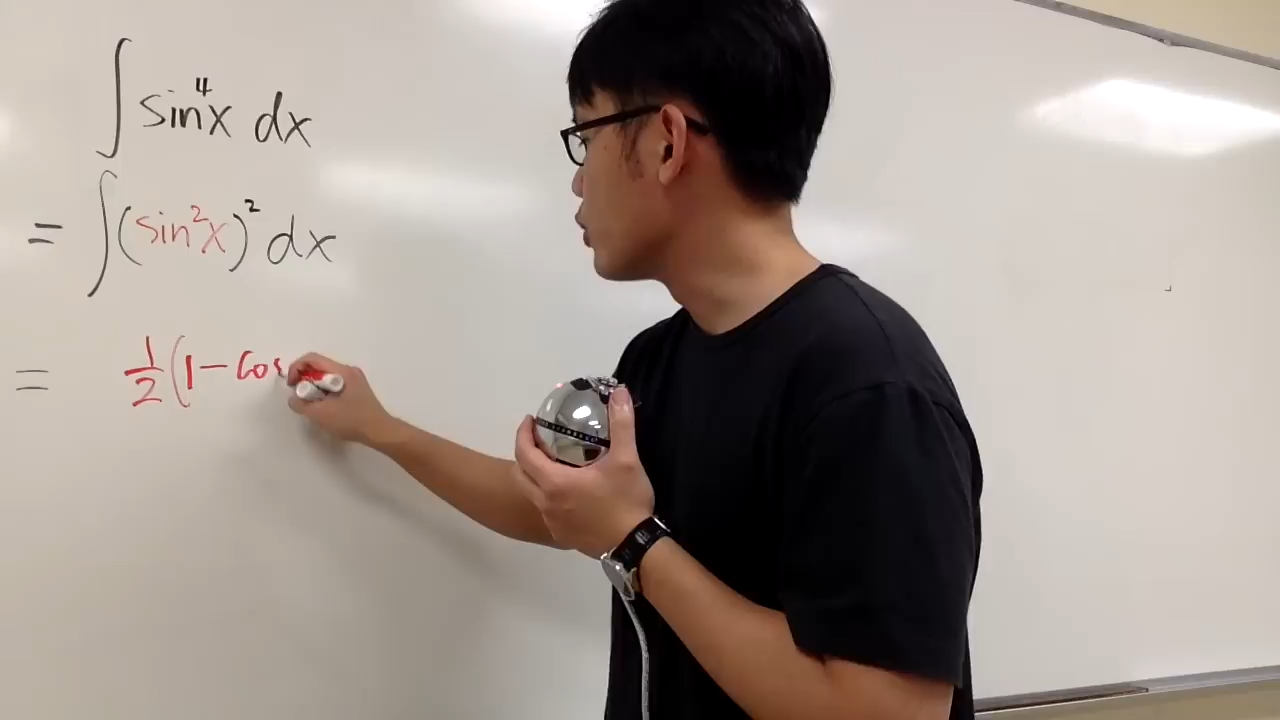 ∫ sin⁴x dx
= ∫ (sin²x)² dx
= 1/2 (1 − cos